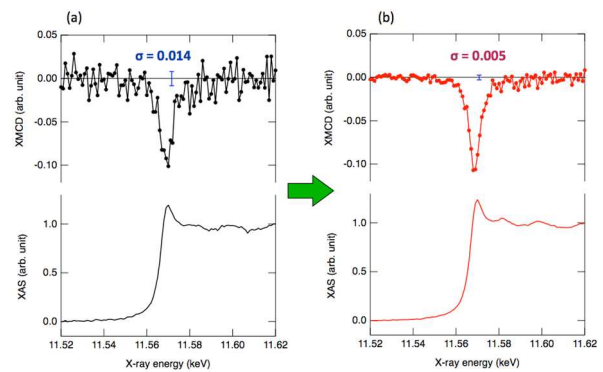 (a)
(b)
0.05
0.00
-0.05
-0.10
XMCD (arb. unit)
σ = 0.014
1.0
0.5
0.0
XAS (arb. unit)
11.52 11.54 11.56 11.58 11.60 11.62
X-ray energy (keV)
0.05
0.00
-0.05
-0.10
XMCD (arb. unit)
σ = 0.005
1.0
0.5
0.0
XAS (arb. unit)
11.52 11.54 11.56 11.58 11.60 11.62
X-ray energy (keV)